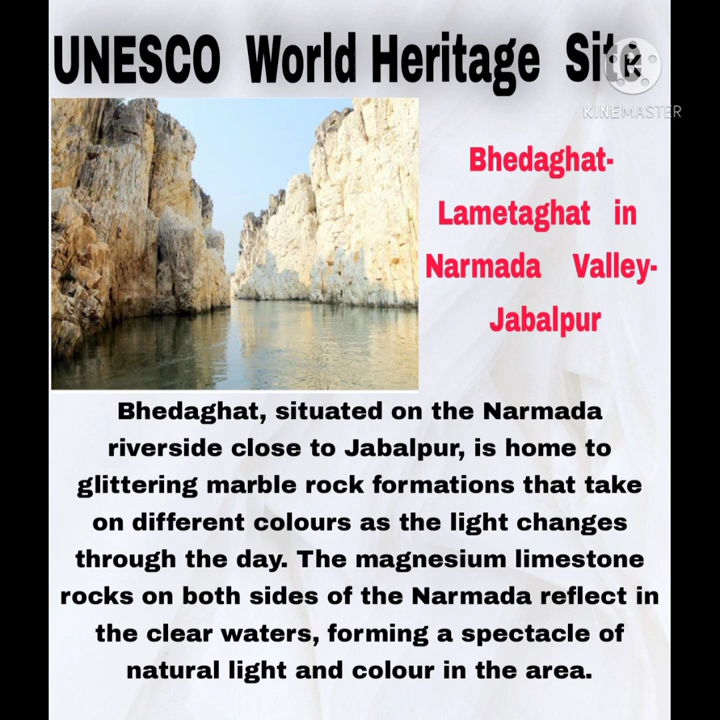 UNESCO World Heritage Site
KINEMASTER
Bhedaghat-
Lametaghat in
Narmada Valley-
Jabalpur
Bhedaghat, situated on the Narmada
riverside close to Jabalpur, is home to
glittering marble rock formations that take
on different colours as the light changes
through the day. The magnesium limestone
rocks on both sides of the Narmada reflect in
the clear waters, forming a spectacle of
natural light and colour in the area.